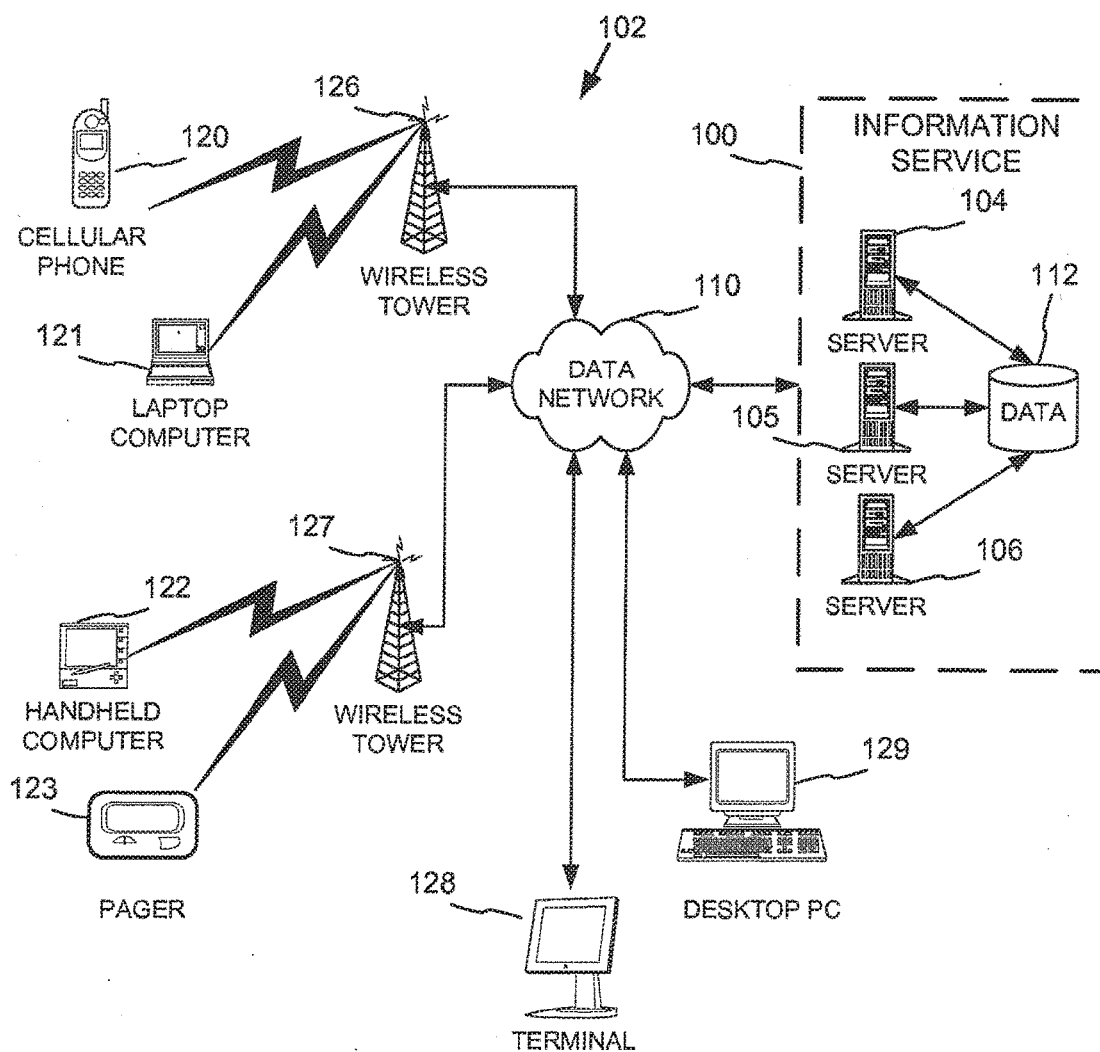 102
126
120
CELLULAR
PHONE
WIRELESS
TOWER
121
LAPTOP
COMPUTER
100
INFORMATION
SERVICE
104
SERVER
112
DATA
105
SERVER
106
SERVER
110
DATA
NETWORK
127
122
HANDHELD
COMPUTER
WIRELESS
TOWER
123
PAGER
129
DESKTOP PC
128
TERMINAL